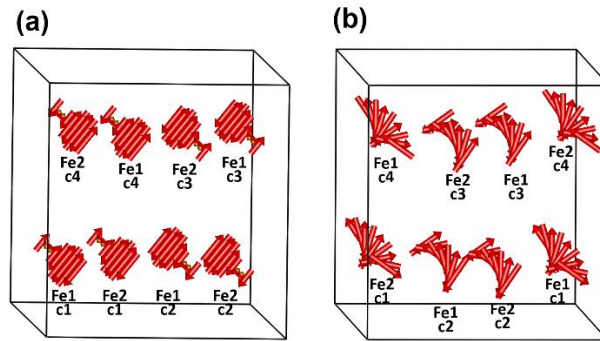 (a)
(b)
Fe2 Fe1 Fe2 Fe1
c4 c4 c3 c3
Fe1 Fe2 Fe1 Fe2
c1 c1 c2 c2
Fe1 Fe2 Fe1 Fe2
c4 c3 c3 c4
Fe2 Fe1 Fe2 Fe1
c1 c2 c2 c1